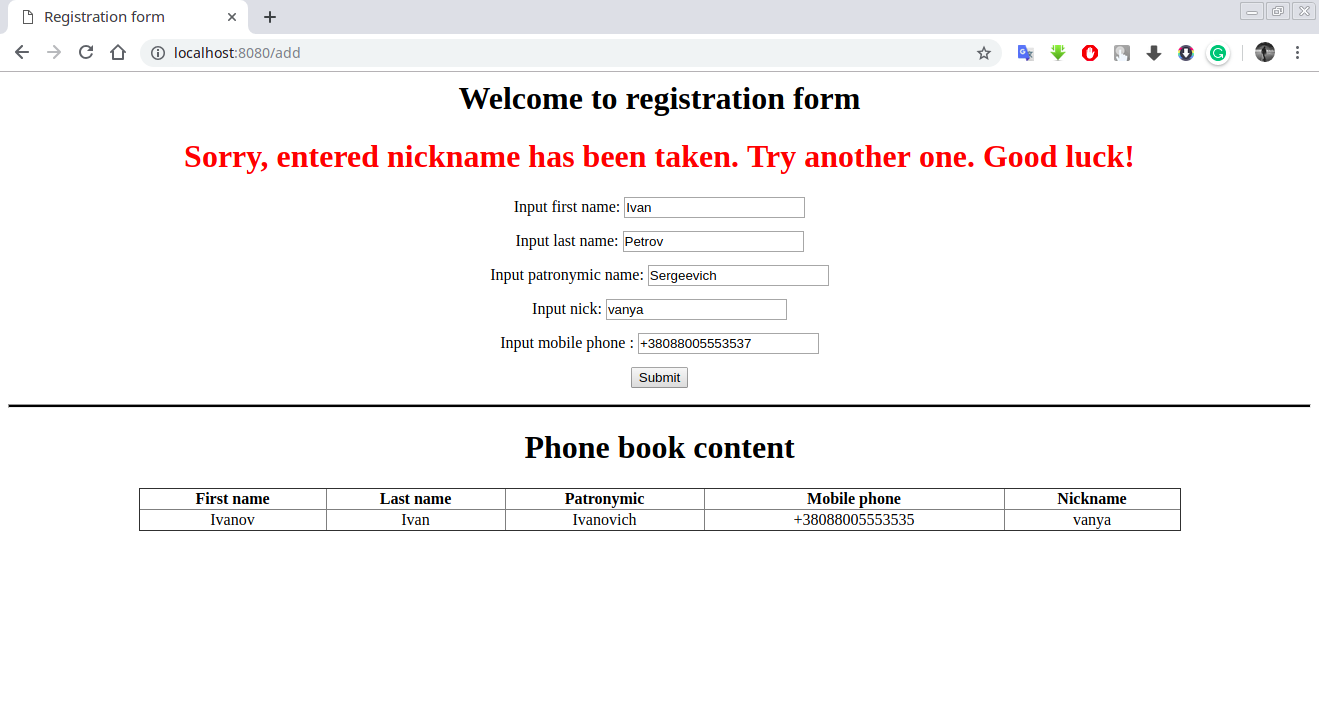 Registration form
localhost:8080/add
Welcome to registration form
Sorry, entered nickname has been taken. Try another one. Good luck!
Input first name: Ivan
Input last name: Petrov
Input patronymic name: Sergeevich
Input nick: vanya
Input mobile phone : +38088005553537
Submit
Phone book content
First name Last name Patronymic Mobile phone Nickname
Ivanov Ivan Ivanovich +38088005553535 vanya